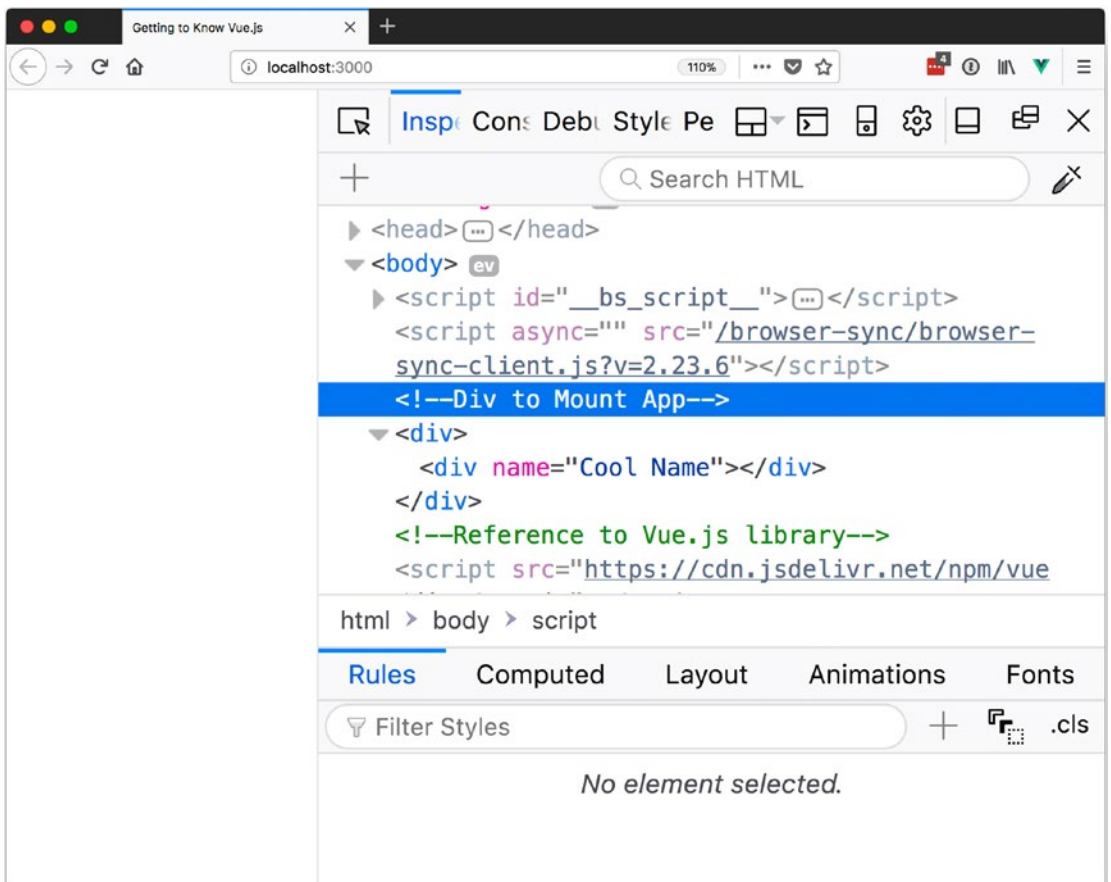 Getting to Know Vue.js
localhost:3000 110%
4
Insp Cons Debu Style Pe
Search HTML
<head> </head>
<body> ev
<script id="__bs_script__"> </script>
<script async="" src="/browser-
sync-client.js?v=2.23.6"></script>
<!--Div to Mount App-->
<div>
<div name="Cool Name"></div>
</div>
<!--Reference to Vue.js library-->
<script src="https://cdn.jsdelivr.net/npm/vue
html > body > script
Rules Computed Layout Animations Fonts
Filter Styles .cls
No element selected.